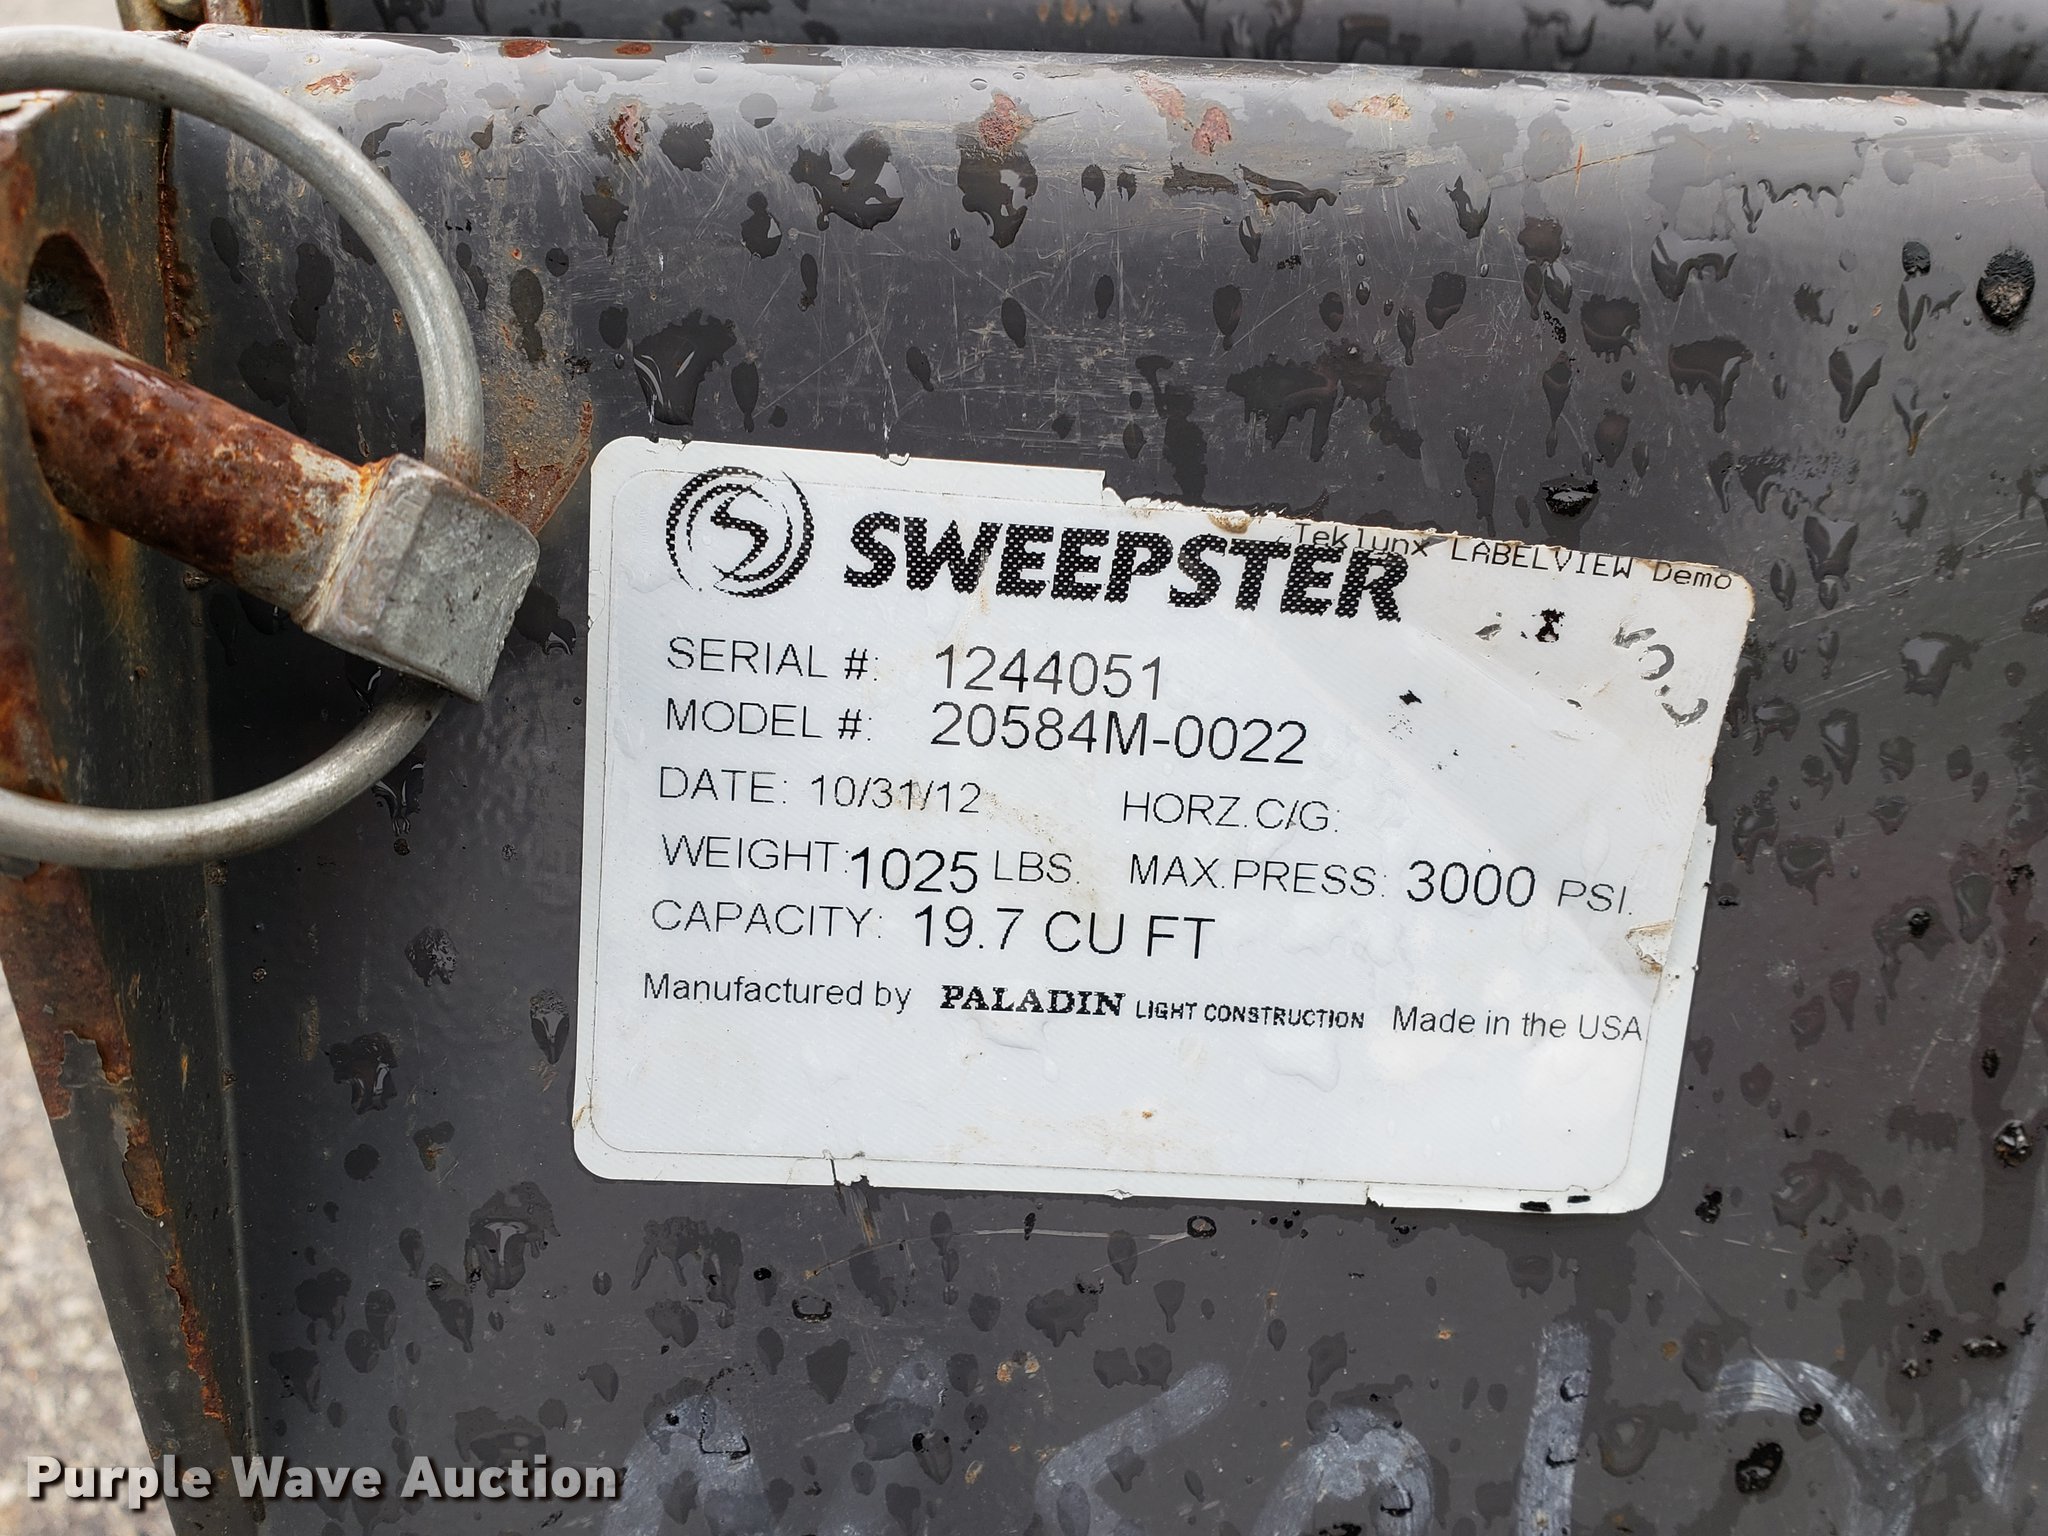 SWEEPSTER
Teklynx LABELVIEW Demo
SERIAL #: 1244051
MODEL #: 20584M-0022
DATE: 10/31/12 HORZ.C/G:
WEIGHT: 1025 LBS. MAX.PRESS: 3000 PSI.
CAPACITY: 19.7 CU FT
Manufactured by PALADIN LIGHT CONSTRUCTION Made in the USA
Purple Wave Auction